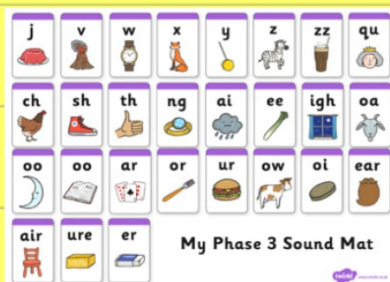 j v w x y z zz qu
ch sh th ng ai ee igh oa
oo oo ar or ur ow oi ear
air ure er
My Phase 3 Sound Mat
twinkl